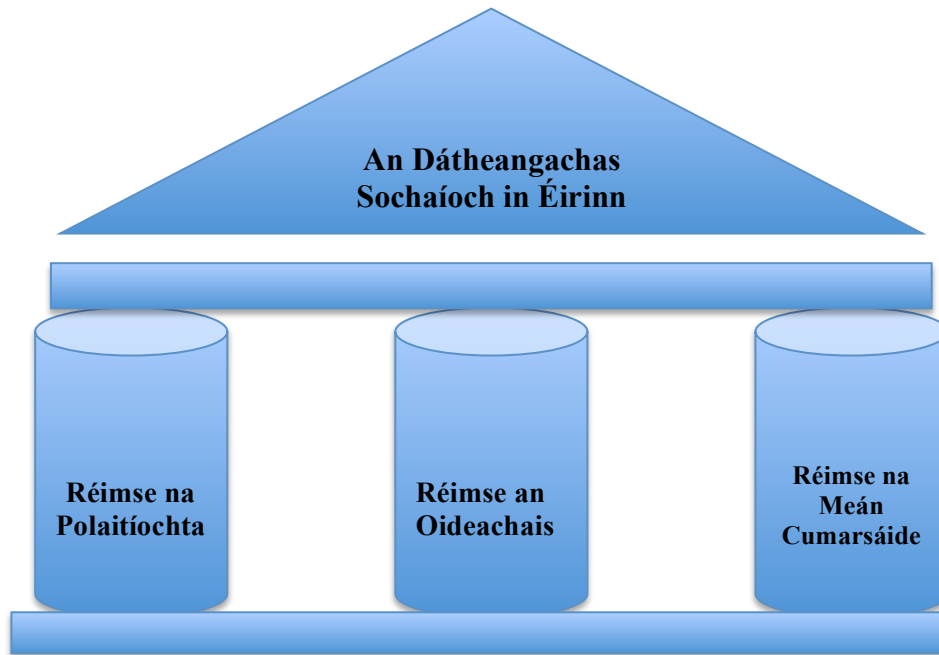 An Dátheangachas
Sochaíoch in Éirinn
Réimse na
Polaitíochta
Réimse an
Oideachais
Réimse na
Meán
Cumarsáide